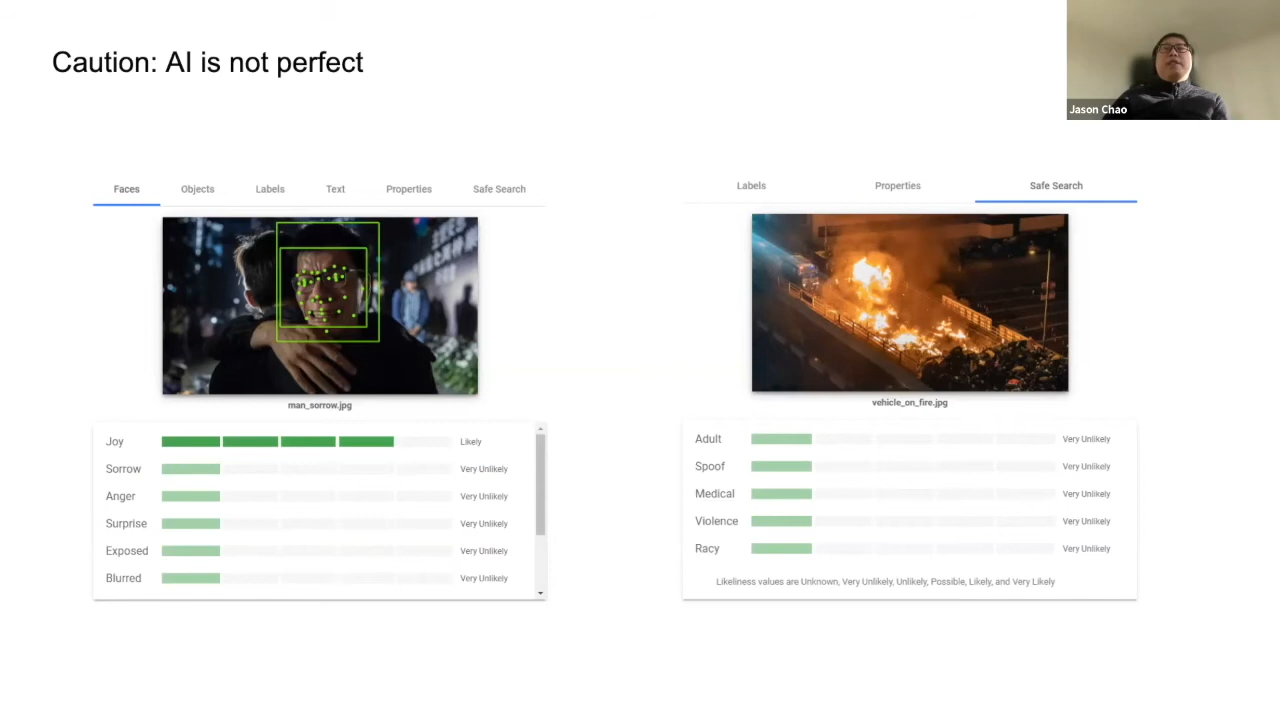 Caution: AI is not perfect
Jason Chao
Faces Objects Labels Text Properties Safe Search
man_sorrow.jpg
Joy Likely
Sorrow Very Unlikely
Anger Very Unlikely
Surprise Very Unlikely
Exposed Very Unlikely
Blurred Very Unlikely
Labels Properties Safe Search
vehicle_on_fire.jpg
Adult Very Unlikely
Spoof Very Unlikely
Medical Very Unlikely
Violence Very Unlikely
Racy Very Unlikely
Likeliness values are Unknown, Very Unlikely, Unlikely, Possible, Likely, and Very Likely